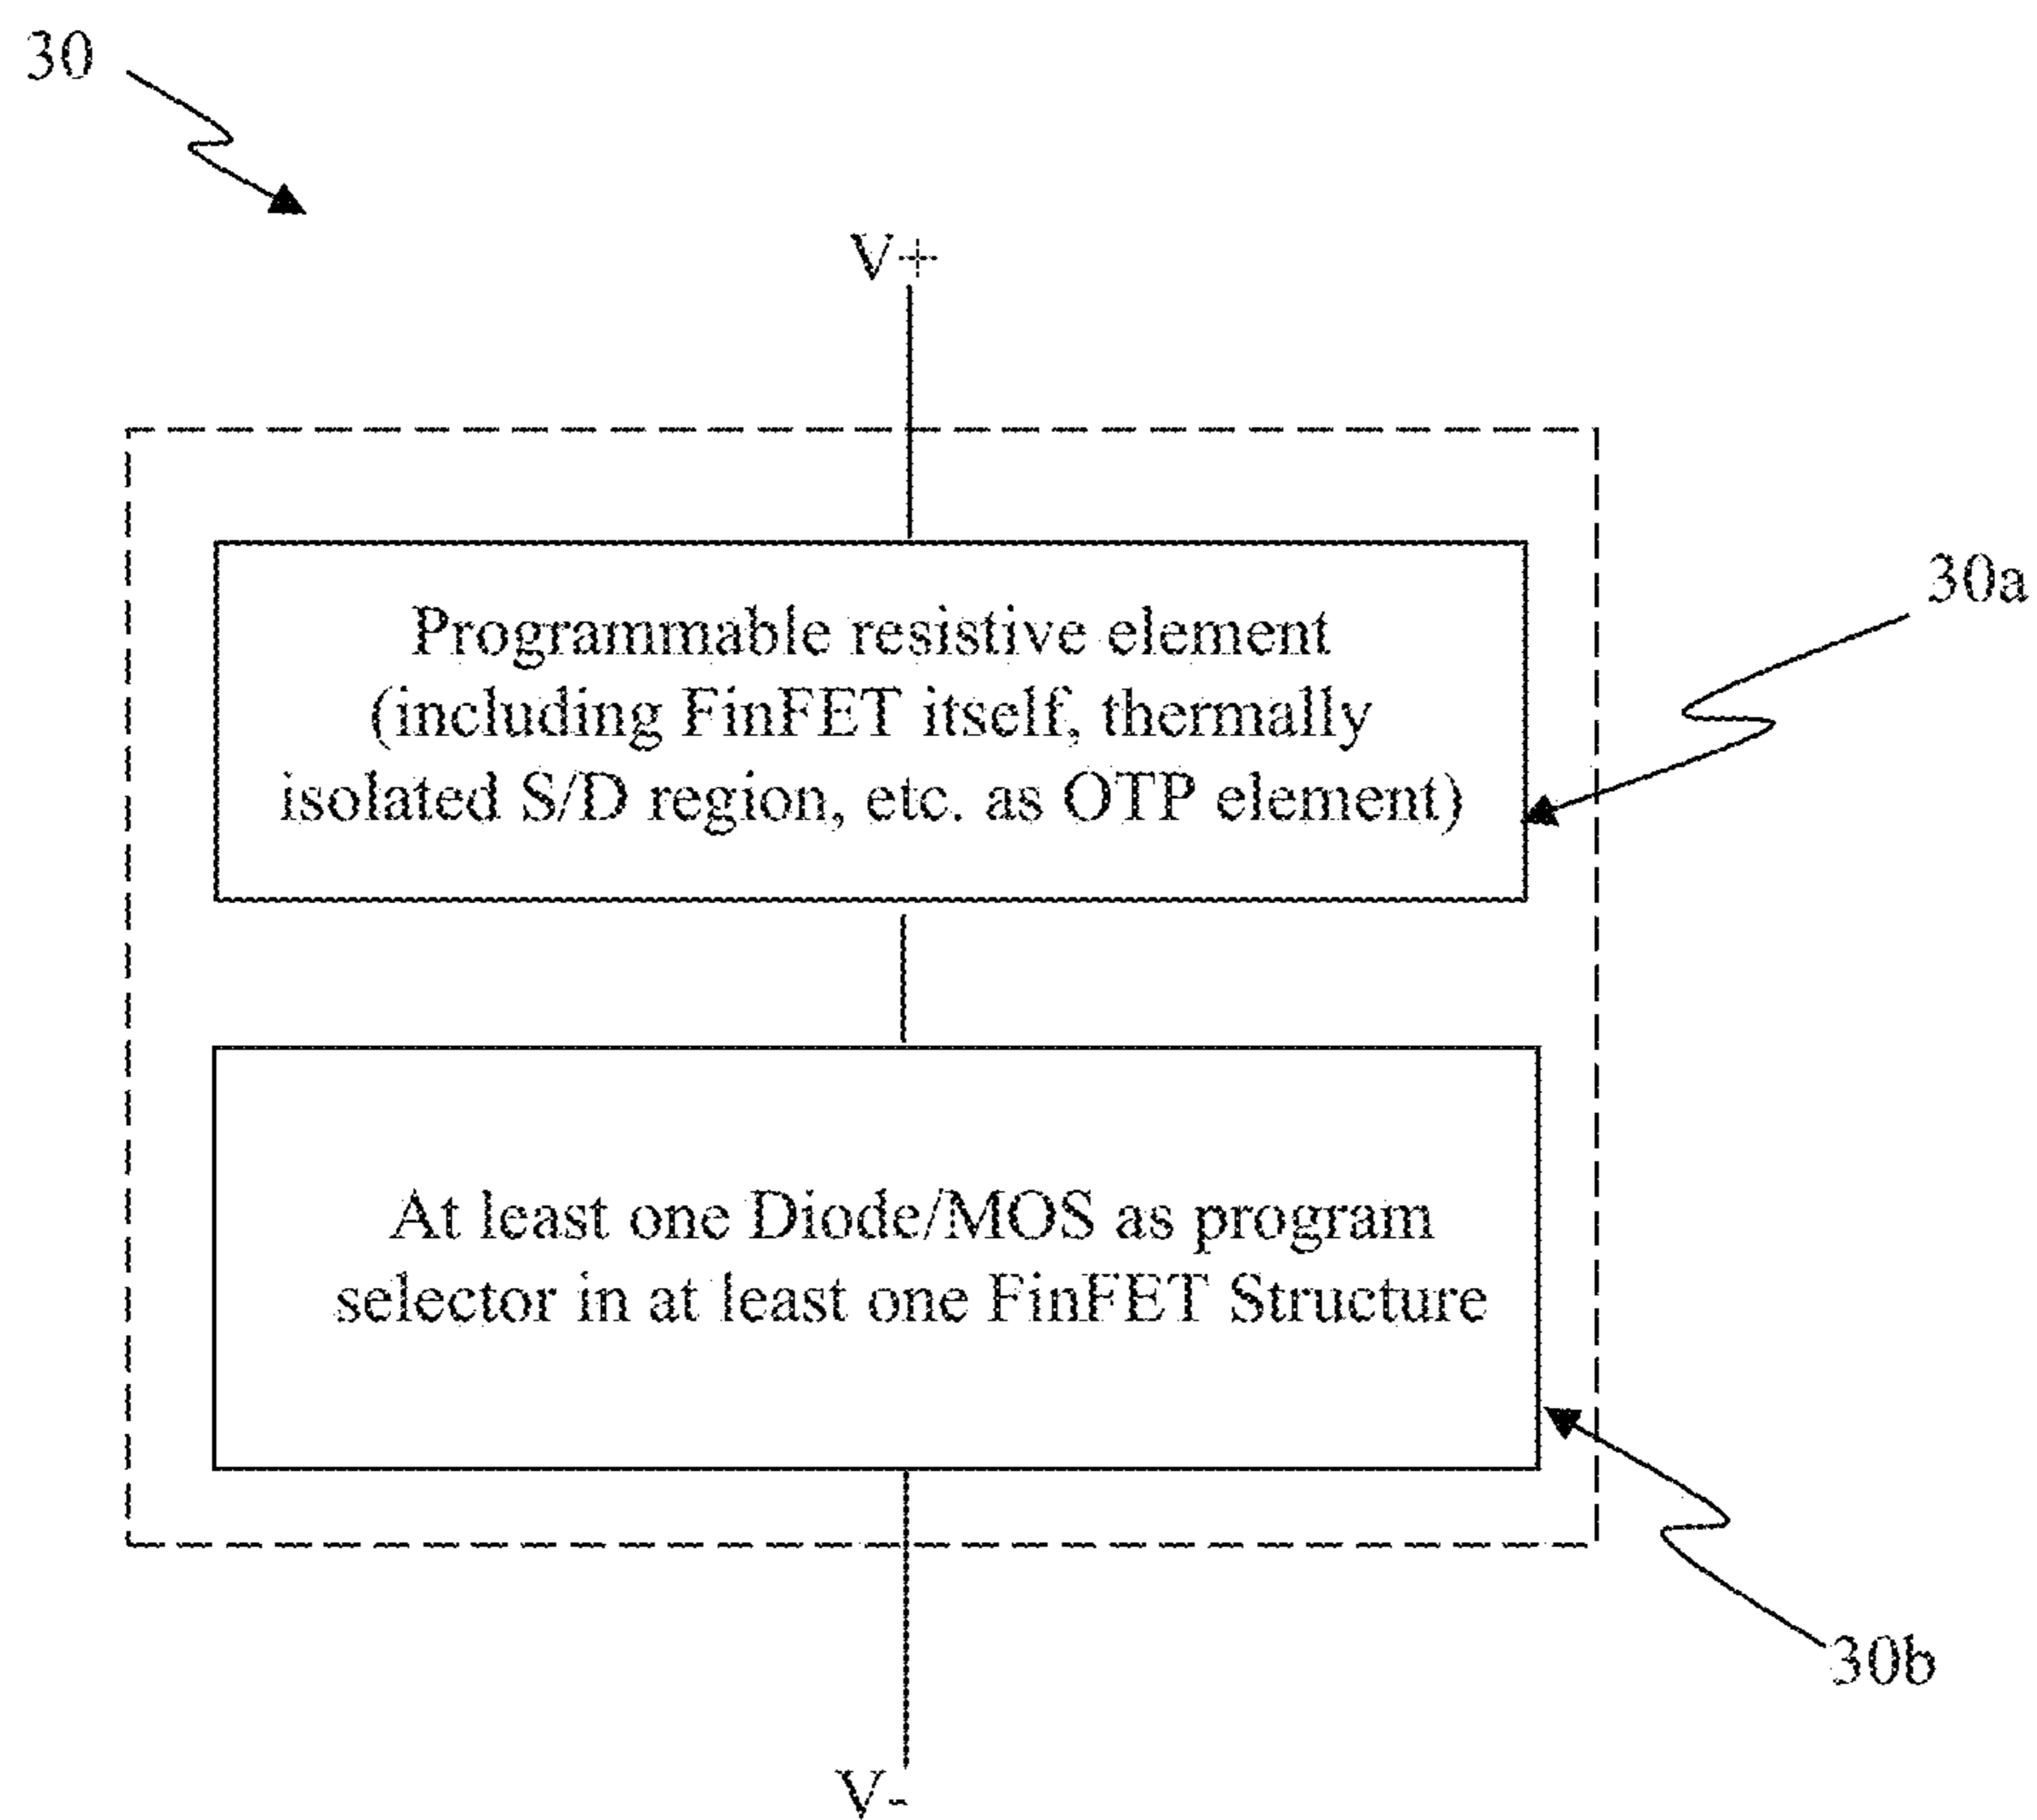 30
V+
30a
Programmable resistive element
(including FinFET itself, thermally
isolated S/D region, etc. as OTP element)
At least one Diode/MOS as program
selector in at least one FinFET Structure
30b
V-